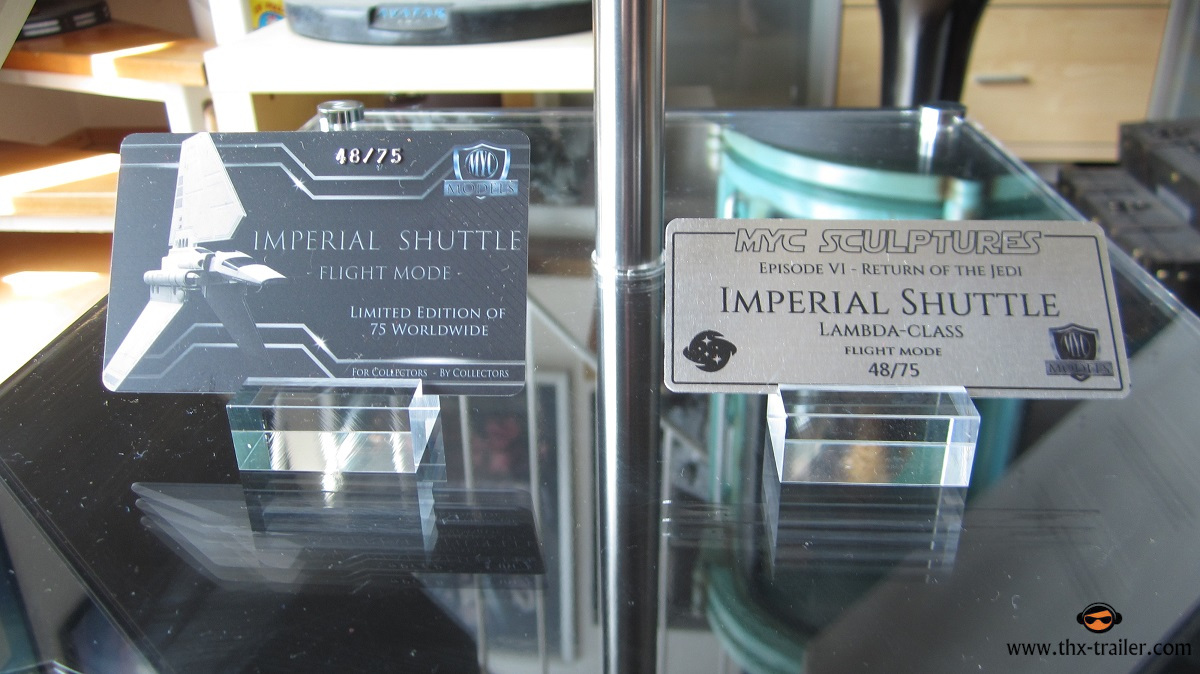 48/75
MYC
MODELS
IMPERIAL SHUTTLE
- FLIGHT MODE -
LIMITED EDITION OF
75 WORLDWIDE
FOR COLLECTORS - BY COLLECTORS
MYC SCULPTURES
EPISODE VI - RETURN OF THE JEDI
IMPERIAL SHUTTLE
LAMBDA-CLASS
FLIGHT MODE
48/75
MYC
MODELS
www.thx-trailer.com